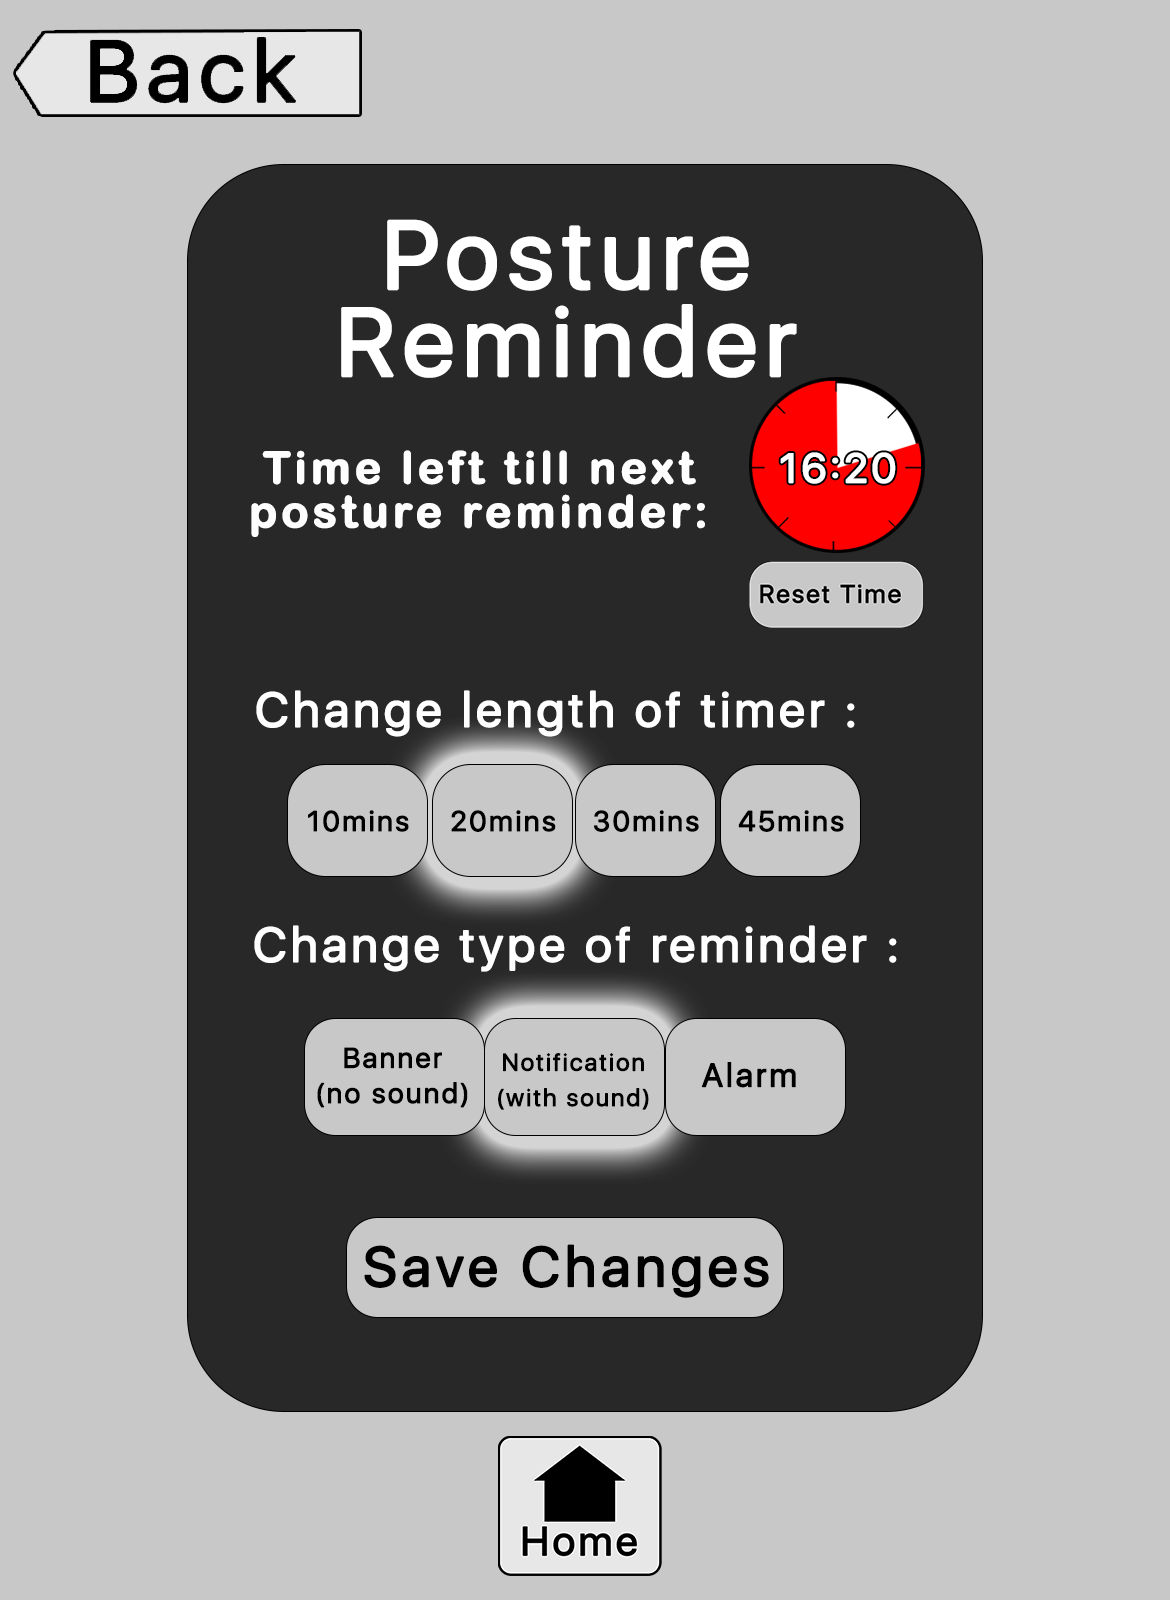 Back
Posture
Reminder
Time left till next
posture reminder:
16:20
Reset Time
Change length of timer :
10mins 20mins 30mins 45mins
Change type of reminder :
Banner
(no sound)
Notification
(with sound)
Alarm
Save Changes
Home